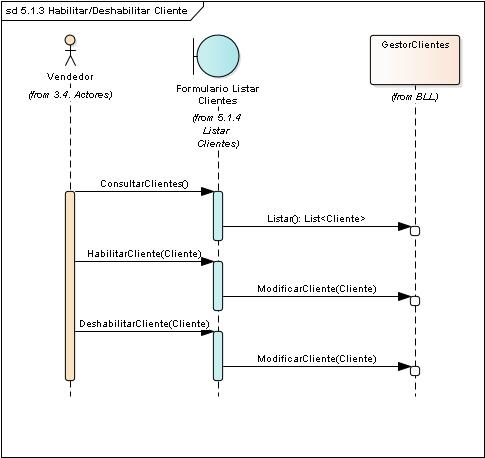 sd 5.1.3 Habilitar/Deshabilitar Cliente
Vendedor
(from 3.4. Actores)
Formulario Listar
Clientes
(from 5.1.4
Listar
Clientes)
GestorClientes
(from BLL)
ConsultarClientes()
Listar(): List<Cliente>
HabilitarCliente(Cliente)
ModificarCliente(Cliente)
DeshabilitarCliente(Cliente)
ModificarCliente(Cliente)